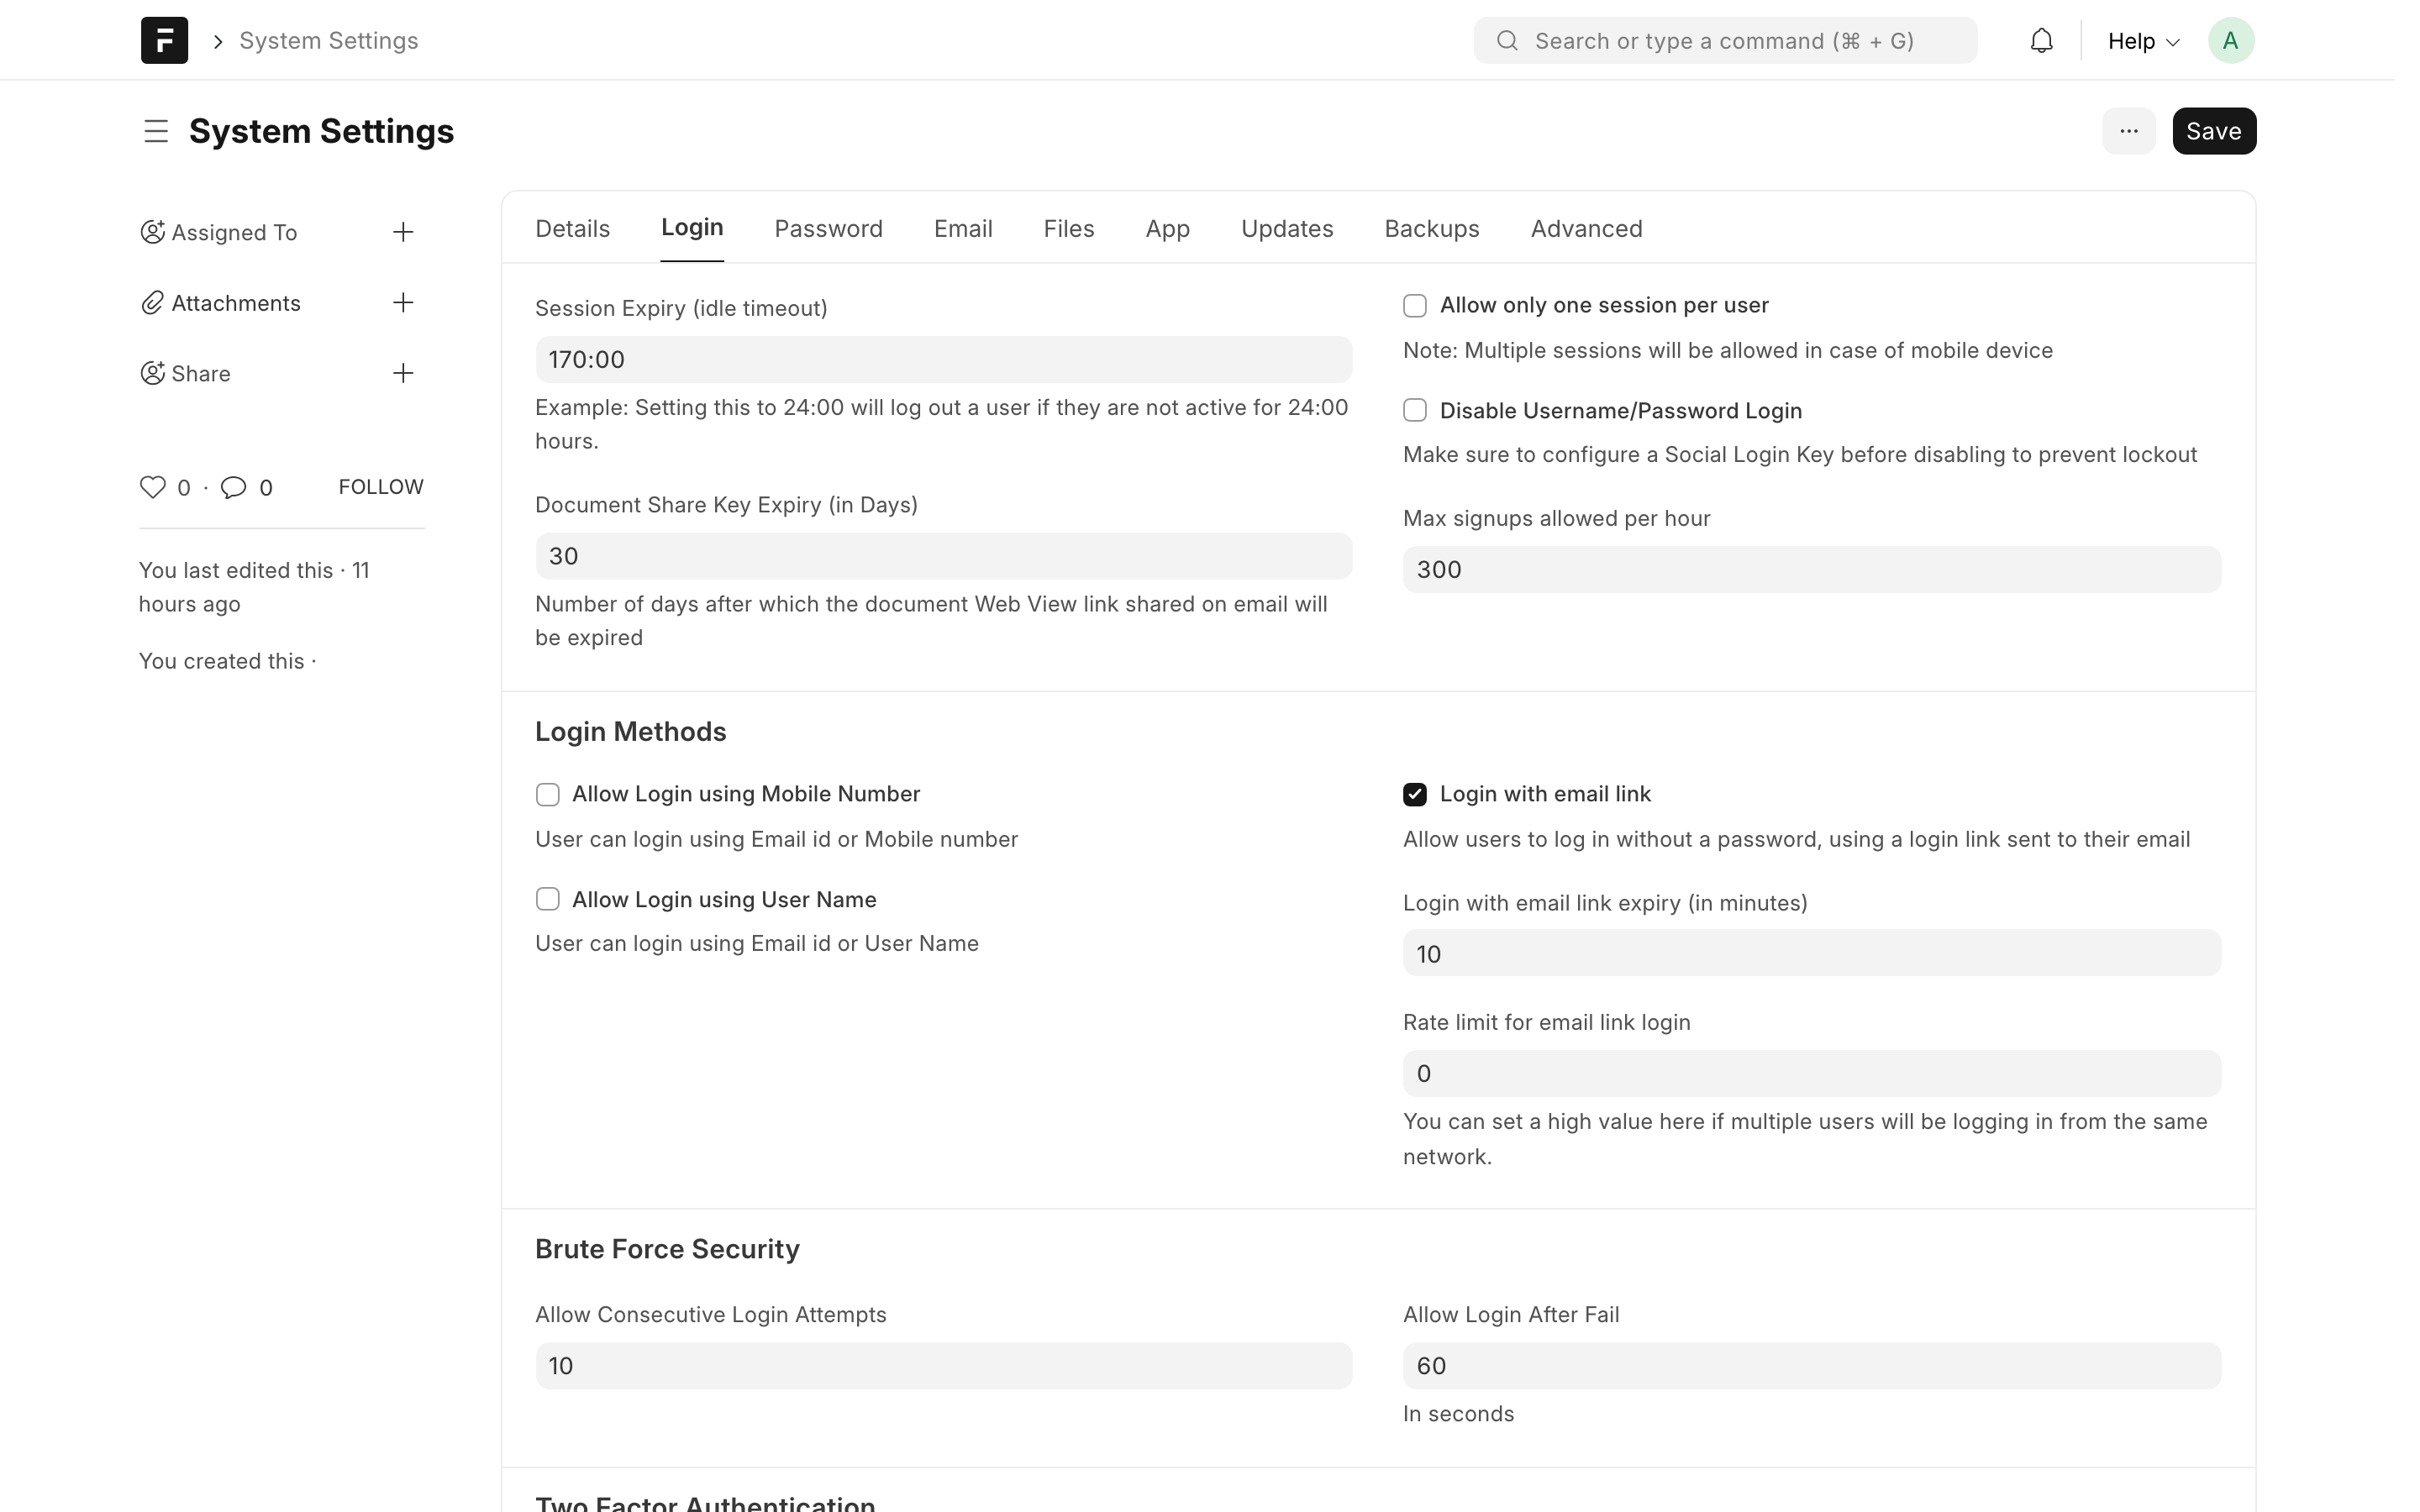 System Settings
Search or type a command (⌘ + G)
Help
A
System Settings
...
Save
Assigned To
Attachments
Share
0 · 0
FOLLOW
You last edited this · 11
hours ago
You created this ·
Details
Login
Password
Email
Files
App
Updates
Backups
Advanced
Session Expiry (idle timeout)
170:00
Example: Setting this to 24:00 will log out a user if they are not active for 24:00
hours.
Document Share Key Expiry (in Days)
30
Number of days after which the document Web View link shared on email will
be expired
Allow only one session per user
Note: Multiple sessions will be allowed in case of mobile device
Disable Username/Password Login
Make sure to configure a Social Login Key before disabling to prevent lockout
Max signups allowed per hour
300
Login Methods
Allow Login using Mobile Number
User can login using Email id or Mobile number
Allow Login using User Name
User can login using Email id or User Name
Login with email link
Allow users to log in without a password, using a login link sent to their email
Login with email link expiry (in minutes)
10
Rate limit for email link login
0
You can set a high value here if multiple users will be logging in from the same
network.
Brute Force Security
Allow Consecutive Login Attempts
10
Allow Login After Fail
60
In seconds
Two Factor Authentication